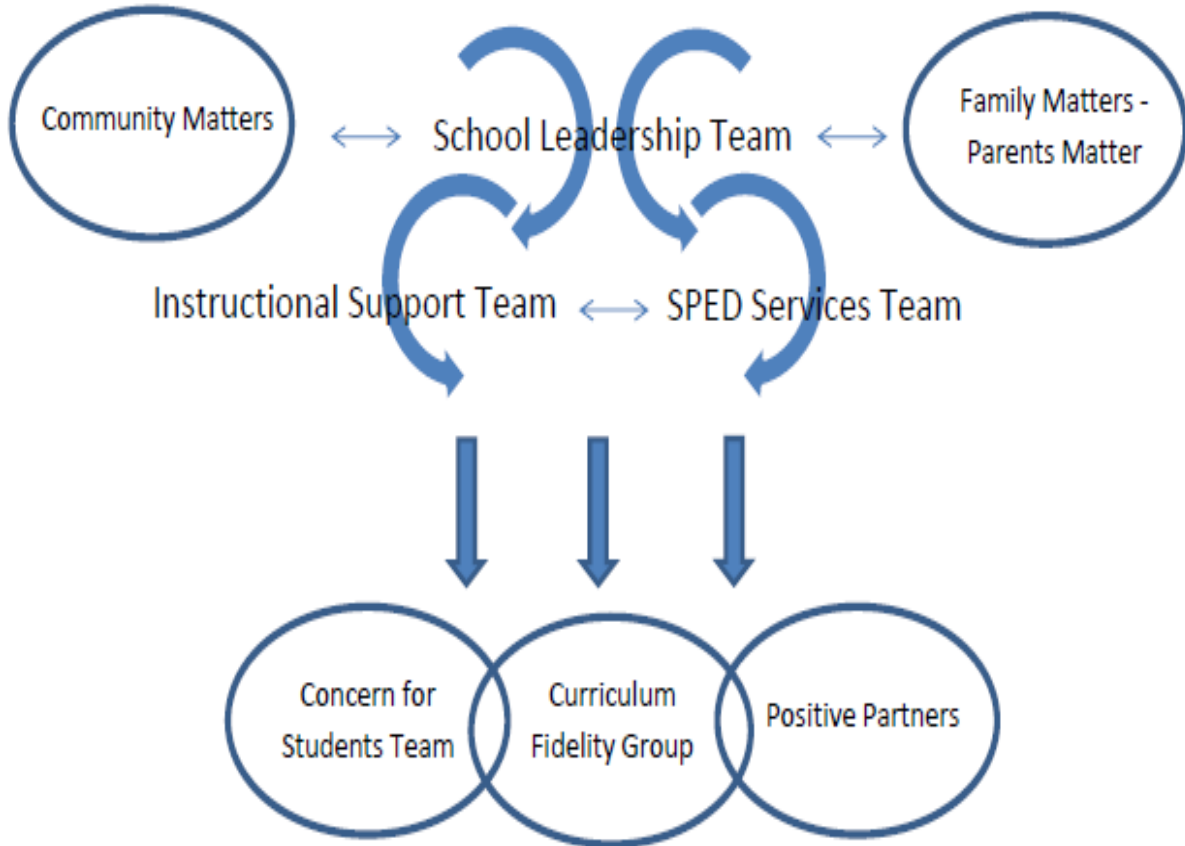 Community Matters
School Leadership Team
Family Matters -
Parents Matter
Instructional Support Team
SPED Services Team
Concern for
Students Team
Curriculum
Fidelity Group
Positive Partners